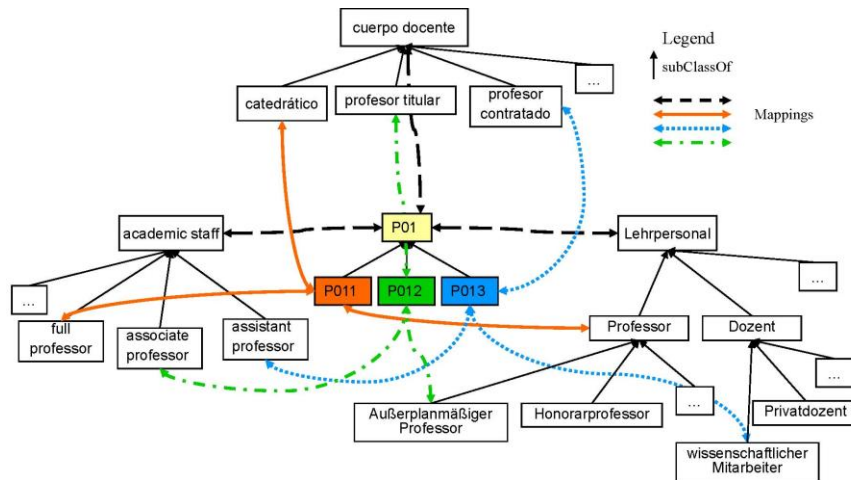 cuerpo docente
Legend
subClassOf
...
catedrático
profesor titular
profesor
contratado
Mappings
academic staff
P01
Lehrpersonal
...
P011
P012
P013
...
full
professor
associate
professor
assistant
professor
Professor
Dozent
...
Außerplanmäßiger
Professor
Honorarprofessor
...
Privatdozent
wissenschaftlicher
Mitarbeiter